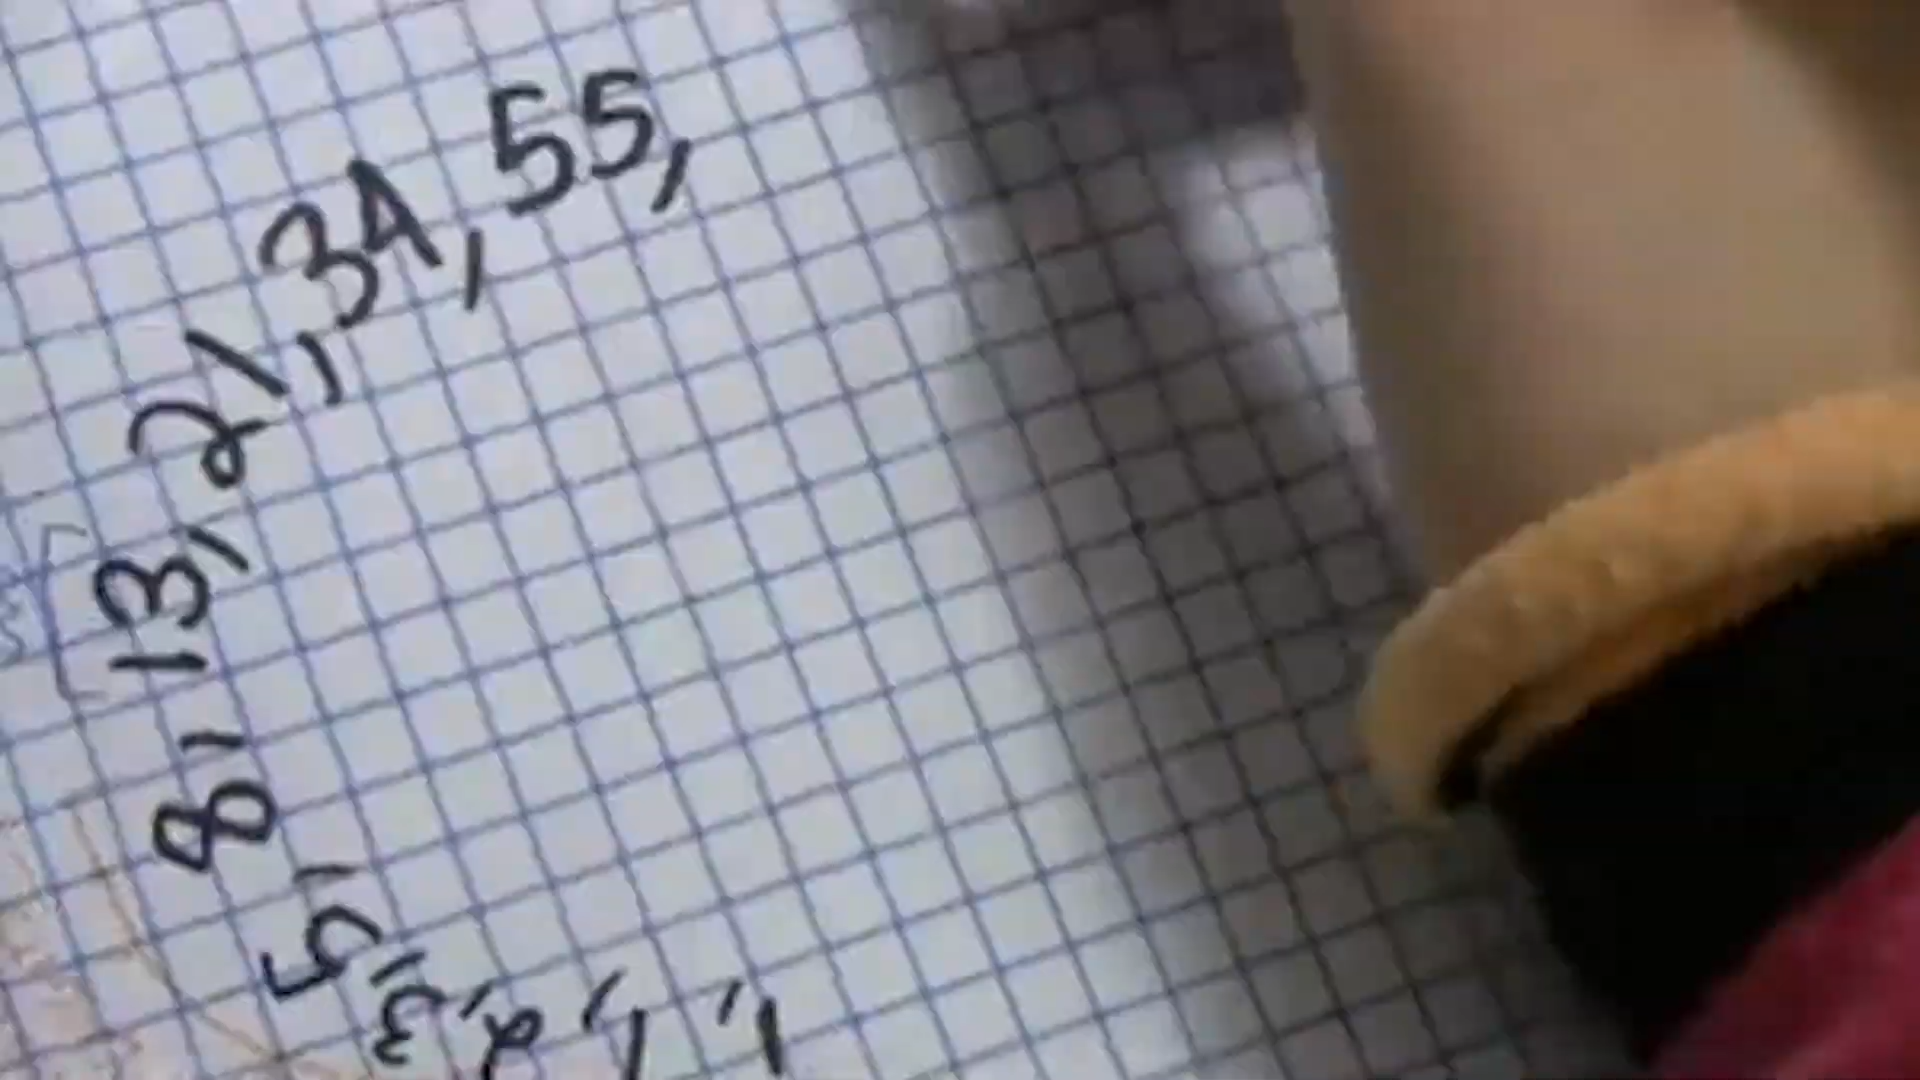 1, 1, 2, 3, 5, 8, 13, 21, 34, 55,